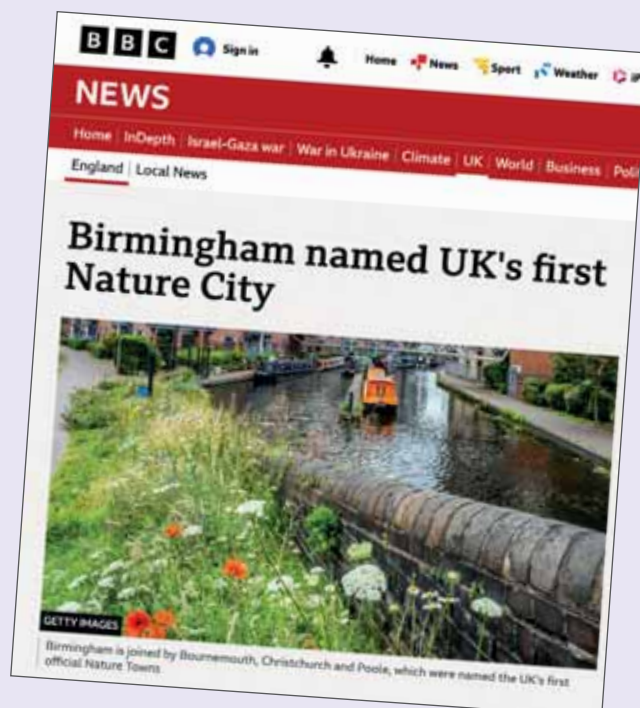 BBC Sign in Home News Sport Weather
NEWS
Home InDepth Israel-Gaza war War in Ukraine Climate UK World Business
England Local News
Birmingham named UK's first
Nature City
GETTY IMAGES
Birmingham is joined by Bournemouth, Christchurch and Poole, which were named the UK's first
official Nature Towns